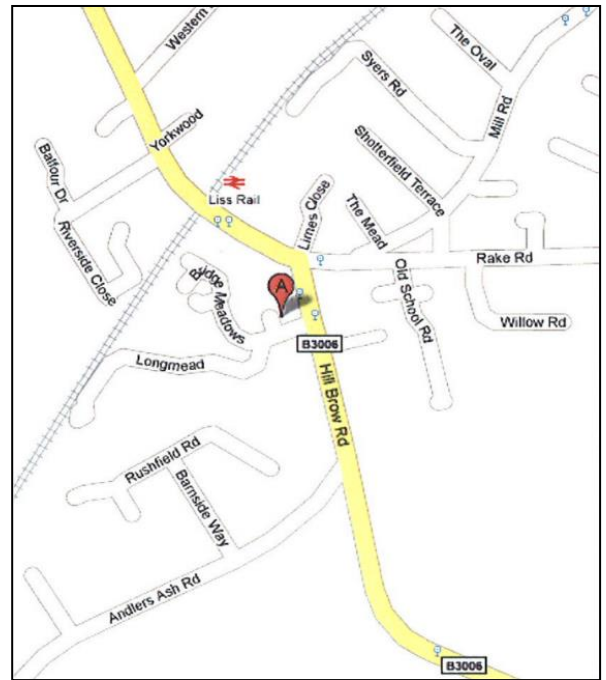 Western
The Oval
Syers Rd
Mill Rd
Yorkwood
Balfour Dr
Shotterfield Terrace
Liss Rail
Limes Close
The Mead
Riverside Close
Rake Rd
Old School Rd
Budge Meadows
A
Willow Rd
B3006
Longmead
Hill Brow Rd
Rushfield Rd
Barnside Way
Andlers Ash Rd
B3006